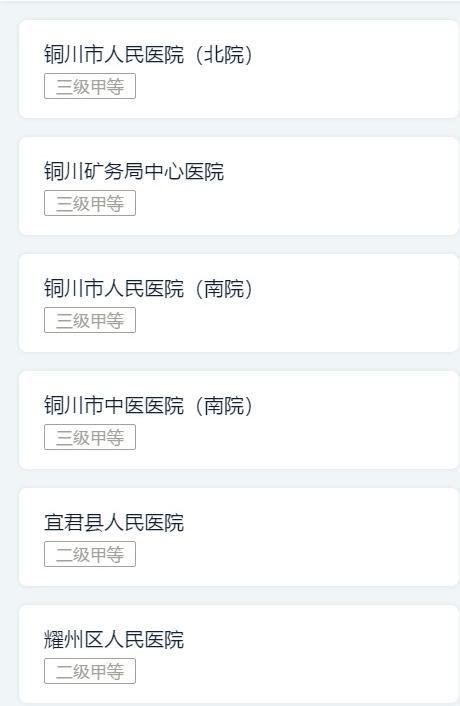 铜川市人民医院（北院）
三级甲等
铜川矿务局中心医院
三级甲等
铜川市人民医院（南院）
三级甲等
铜川市中医医院（南院）
三级甲等
宜君县人民医院
二级甲等
耀州区人民医院
二级甲等